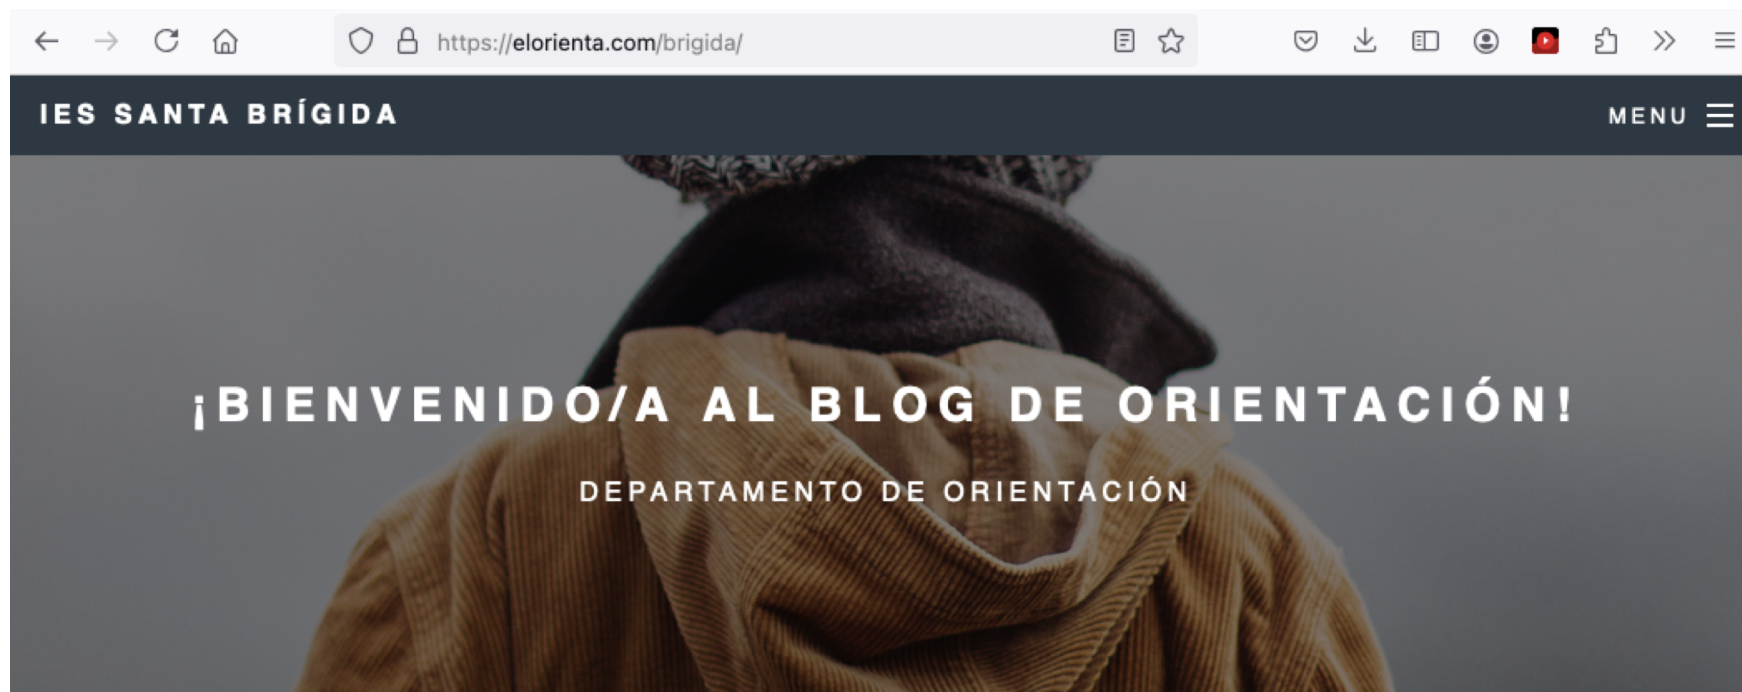 https://elorienta.com/brigida/
IES SANTA BRÍGIDA
MENU
¡BIENVENIDO/A AL BLOG DE ORIENTACIÓN!
DEPARTAMENTO DE ORIENTACIÓN